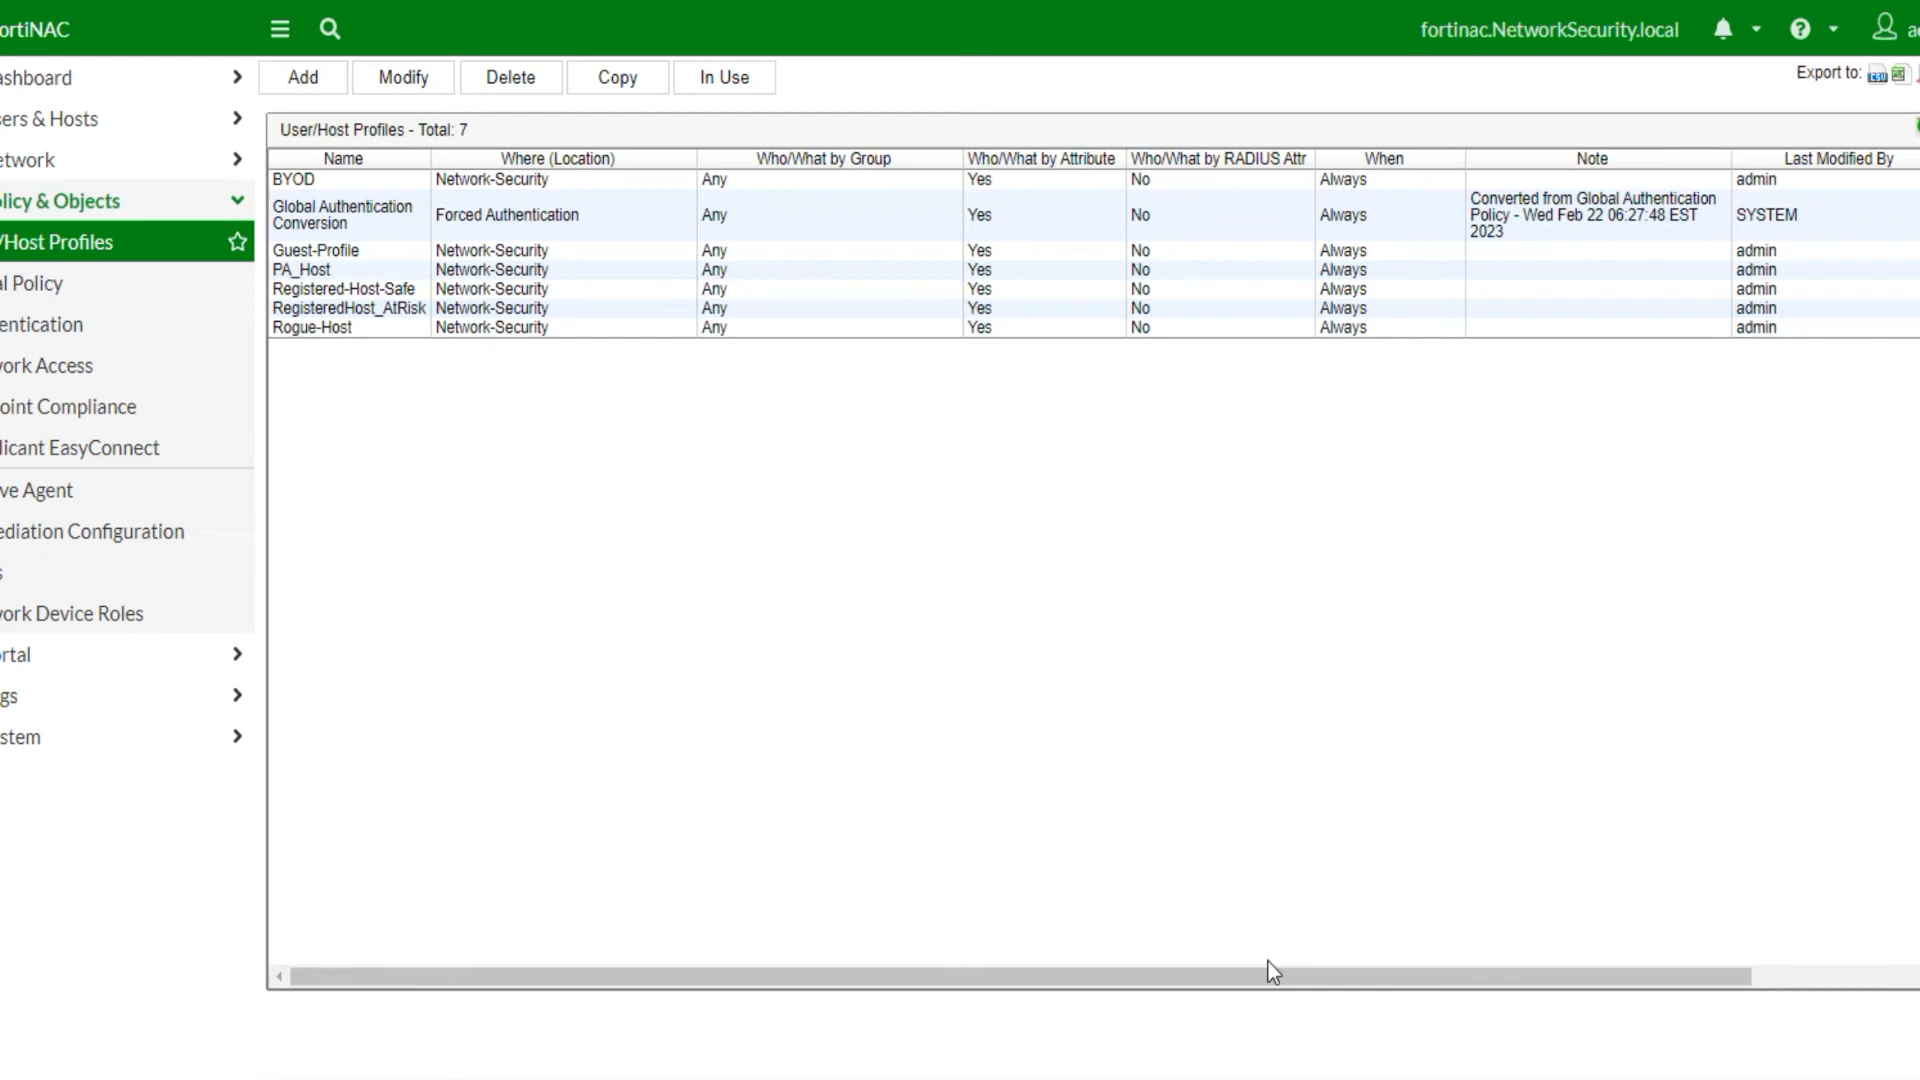 ortiNAC
fortinac.NetworkSecurity.local
ashboard
Add
Modify
Delete
Copy
In Use
Export to:
sers & Hosts
User/Host Profiles - Total: 7
etwork
Name
Where (Location)
Who/What by Group
Who/What by Attribute
Who/What by RADIUS Attr
When
Note
Last Modified By
BYOD
Network-Security
Any
Yes
No
Always
admin
Global Authentication
Conversion
Forced Authentication
Any
Yes
No
Always
Converted from Global Authentication
Policy - Wed Feb 22 06:27:48 EST
2023
SYSTEM
Guest-Profile
Network-Security
Any
Yes
No
Always
admin
PA_Host
Network-Security
Any
Yes
No
Always
admin
Registered-Host-Safe
Network-Security
Any
Yes
No
Always
admin
RegisteredHost_AtRisk
Network-Security
Any
Yes
No
Always
admin
Rogue-Host
Network-Security
Any
Yes
No
Always
admin
olicy & Objects
/Host Profiles
al Policy
entication
work Access
oint Compliance
licant EasyConnect
ve Agent
ediation Configuration
s
work Device Roles
ortal
gs
stem